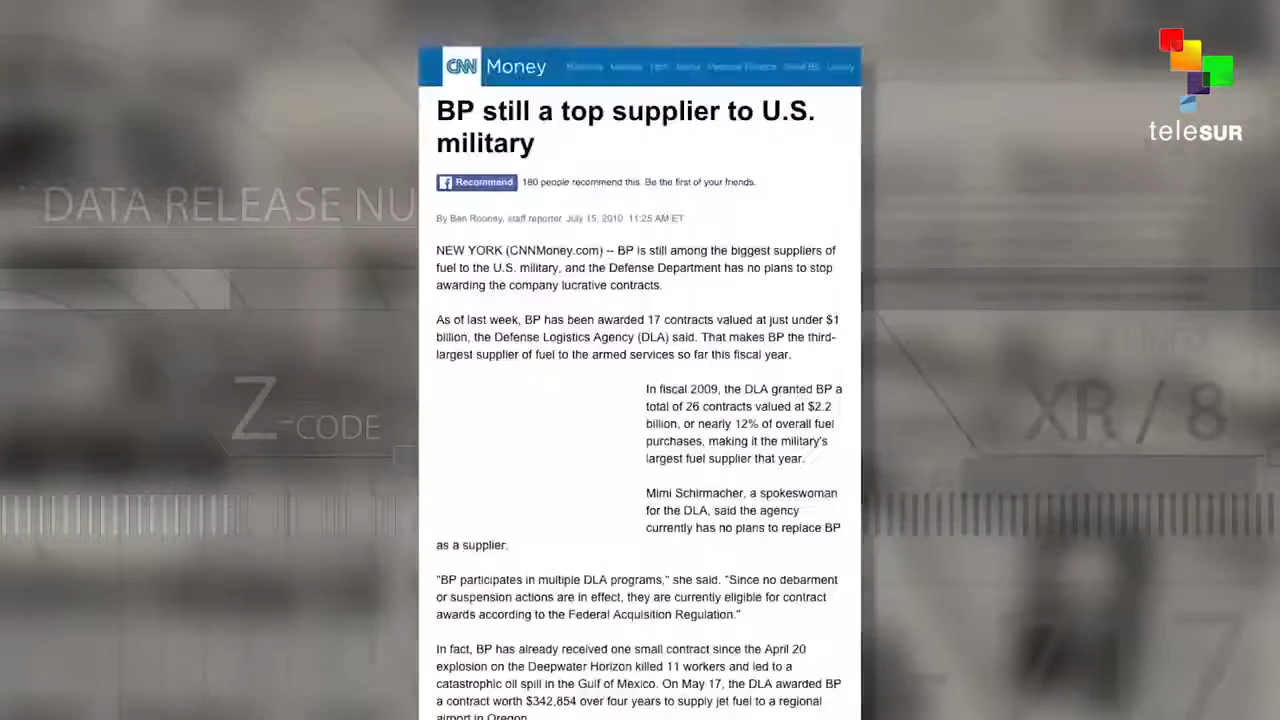 CNN Money
teleSUR
BP still a top supplier to U.S.
military
Recommend 180 people recommend this. Be the first of your friends.
DATA RELEASE NU
By Ben Rooney, staff reporter July 15, 2010 11:25 AM ET
NEW YORK (CNNMoney.com) -- BP is still among the biggest suppliers of
fuel to the U.S. military, and the Defense Department has no plans to stop
awarding the company lucrative contracts.
As of last week, BP has been awarded 17 contracts valued at just under $1
billion, the Defense Logistics Agency (DLA) said. That makes BP the third-
largest supplier of fuel to the armed services so far this fiscal year.
In fiscal 2009, the DLA granted BP a
total of 26 contracts valued at $2.2
billion, or nearly 12% of overall fuel
purchases, making it the military's
largest fuel supplier that year.
Z-CODE
XR / 8
Mimi Schirmacher, a spokeswoman
for the DLA, said the agency
currently has no plans to replace BP
as a supplier.
"BP participates in multiple DLA programs," she said. "Since no debarment
or suspension actions are in effect, they are currently eligible for contract
awards according to the Federal Acquisition Regulation."
In fact, BP has already received one small contract since the April 20
explosion on the Deepwater Horizon killed 11 workers and led to a
catastrophic oil spill in the Gulf of Mexico. On May 17, the DLA awarded BP
a contract worth $342,854 over four years to supply jet fuel to a regional
airport in Oregon